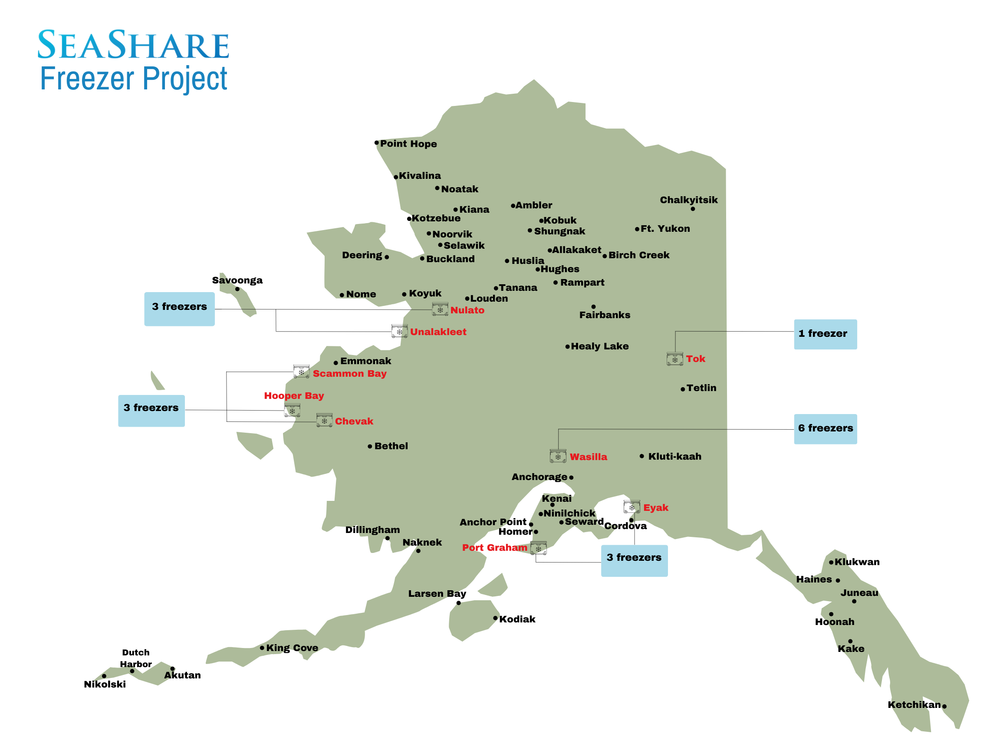 SEASHARE
Freezer Project
Point Hope
Kivalina
Noatak
Chalkyitsik
Ambler
Kiana
Kotzebue
Kobuk
Ft. Yukon
Shungnak
Noorvik
Selawik
Allakaket
Deering
Birch Creek
Buckland
Huslia
Hughes
Savoonga
Rampart
Tanana
Nome
Koyuk
Louden
3 freezers
Nulato
Fairbanks
Unalakleet
1 freezer
Healy Lake
Tok
Emmonak
Scammon Bay
Tetlin
Hooper Bay
3 freezers
Chevak
6 freezers
Bethel
Wasilla
Kluti-kaah
Anchorage
Kenai
Eyak
Ninilchick
Anchor Point
Seward
Cordova
Homer
Dillingham
Naknek
Port Graham
3 freezers
Klukwan
Haines
Larsen Bay
Juneau
Kodiak
Hoonah
King Cove
Kake
Dutch
Harbor
Akutan
Nikolski
Ketchikan